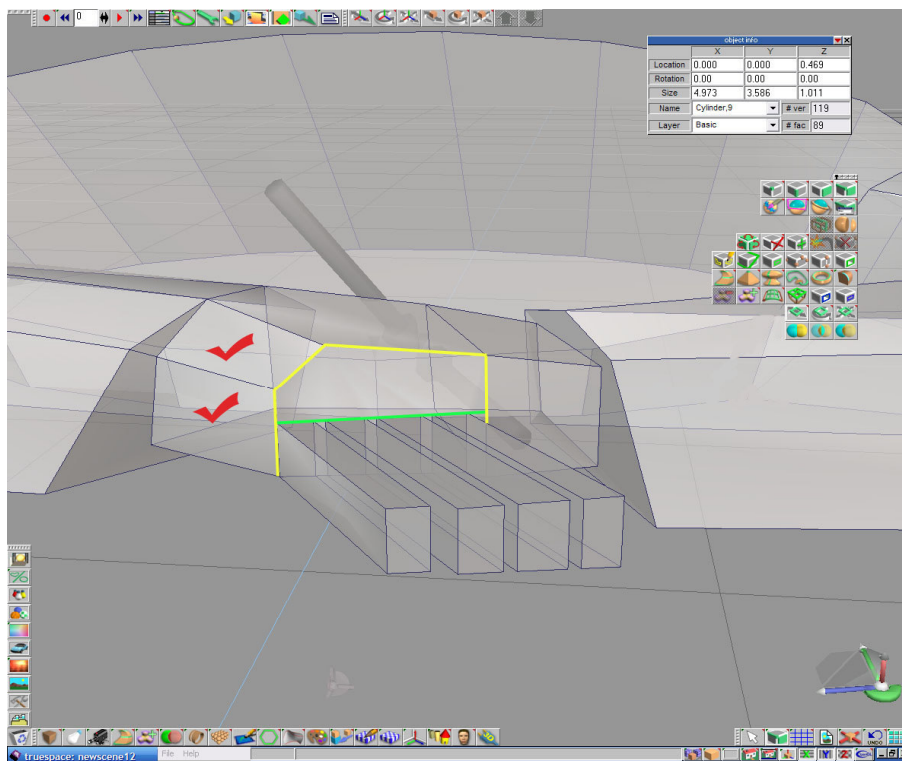 0
object info
X Y Z
Location 0.000 0.000 0.469
Rotation 0.00 0.00 0.00
Size 4.973 3.586 1.011
Name Cylinder,9 # ver 119
Layer Basic # fac 89
UNDO
truespace: newscene12 File Help